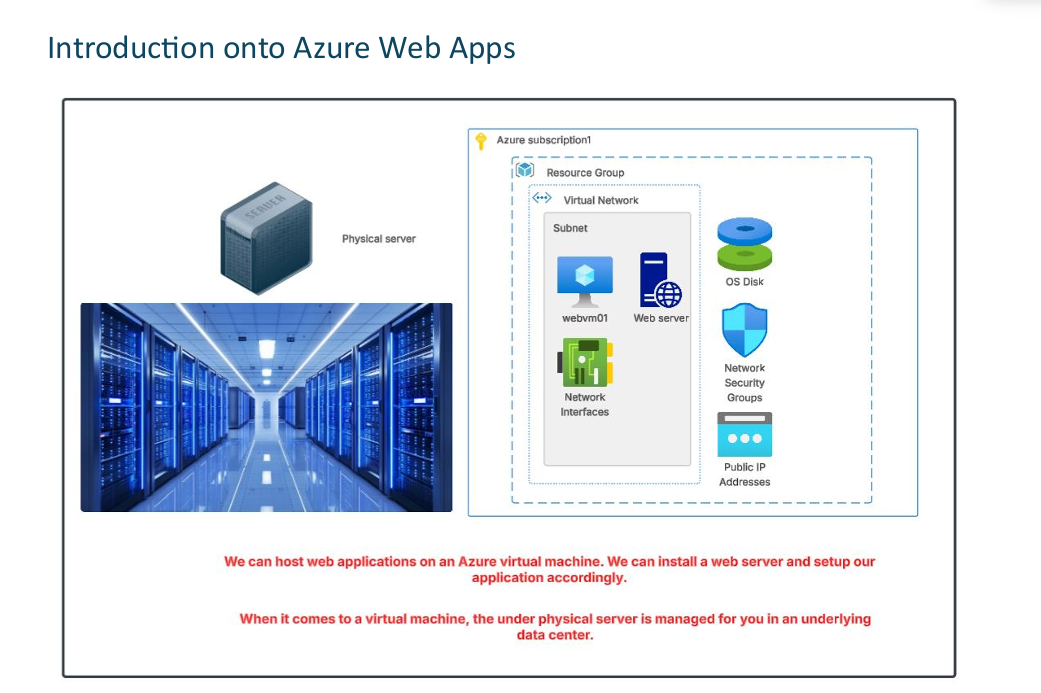 Introduction onto Azure Web Apps
SERVER
Physical server
Azure subscription1
Resource Group
Virtual Network
Subnet
webvm01
Web server
Network
Interfaces
OS Disk
Network
Security
Groups
Public IP
Addresses
We can host web applications on an Azure virtual machine. We can install a web server and setup our
application accordingly.
When it comes to a virtual machine, the under physical server is managed for you in an underlying
data center.